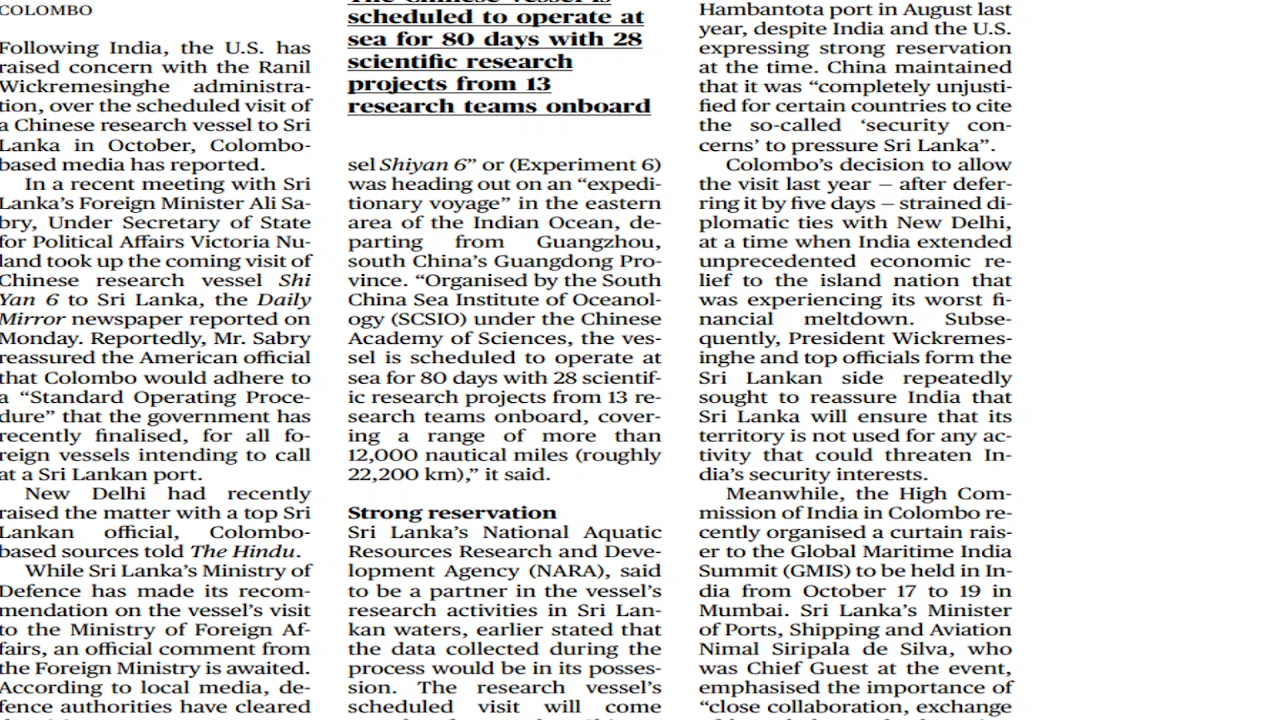 COLOMBO
Following India, the U.S. has
raised concern with the Ranil
Wickremesinghe administra-
tion, over the scheduled visit of
a Chinese research vessel to Sri
Lanka in October, Colombo-
based media has reported.
In a recent meeting with Sri
Lanka's Foreign Minister Ali Sa-
bry, Under Secretary of State
for Political Affairs Victoria Nu-
land took up the coming visit of
Chinese research vessel Shi
Yan 6 to Sri Lanka, the Daily
Mirror newspaper reported on
Monday. Reportedly, Mr. Sabry
reassured the American official
that Colombo would adhere to
a “Standard Operating Proce-
dure” that the government has
recently finalised, for all fo-
reign vessels intending to call
at a Sri Lankan port.
New Delhi had recently
raised the matter with a top Sri
Lankan official, Colombo-
based sources told The Hindu.
While Sri Lanka's Ministry of
Defence has made its recom-
mendation on the vessel's visit
to the Ministry of Foreign Af-
fairs, an official comment from
the Foreign Ministry is awaited.
According to local media, de-
fence authorities have cleared
The Chinese vessel is
scheduled to operate at
sea for 80 days with 28
scientific research
projects from 13
research teams onboard
sel Shiyan 6” or (Experiment 6)
was heading out on an “expedi-
tionary voyage” in the eastern
area of the Indian Ocean, de-
parting from Guangzhou,
south China's Guangdong Pro-
vince. “Organised by the South
China Sea Institute of Oceanol-
ogy (SCSIO) under the Chinese
Academy of Sciences, the ves-
sel is scheduled to operate at
sea for 80 days with 28 scientif-
ic research projects from 13 re-
search teams onboard, cover-
ing a range of more than
12,000 nautical miles (roughly
22,200 km),” it said.
Strong reservation
Sri Lanka's National Aquatic
Resources Research and Deve-
lopment Agency (NARA), said
to be a partner in the vessel's
research activities in Sri Lan-
kan waters, earlier stated that
the data collected during the
process would be in its posses-
sion. The research vessel's
scheduled visit will come
Hambantota port in August last
year, despite India and the U.S.
expressing strong reservation
at the time. China maintained
that it was “completely unjusti-
fied for certain countries to cite
the so-called ‘security con-
cerns’ to pressure Sri Lanka”.
Colombo's decision to allow
the visit last year – after defer-
ring it by five days – strained di-
plomatic ties with New Delhi,
at a time when India extended
unprecedented economic re-
lief to the island nation that
was experiencing its worst fi-
nancial meltdown. Subse-
quently, President Wickremes-
inghe and top officials form the
Sri Lankan side repeatedly
sought to reassure India that
Sri Lanka will ensure that its
territory is not used for any ac-
tivity that could threaten In-
dia's security interests.
Meanwhile, the High Com-
mission of India in Colombo re-
cently organised a curtain rais-
er to the Global Maritime India
Summit (GMIS) to be held in In-
dia from October 17 to 19 in
Mumbai. Sri Lanka's Minister
of Ports, Shipping and Aviation
Nimal Siripala de Silva, who
was Chief Guest at the event,
emphasised the importance of
“close collaboration, exchange